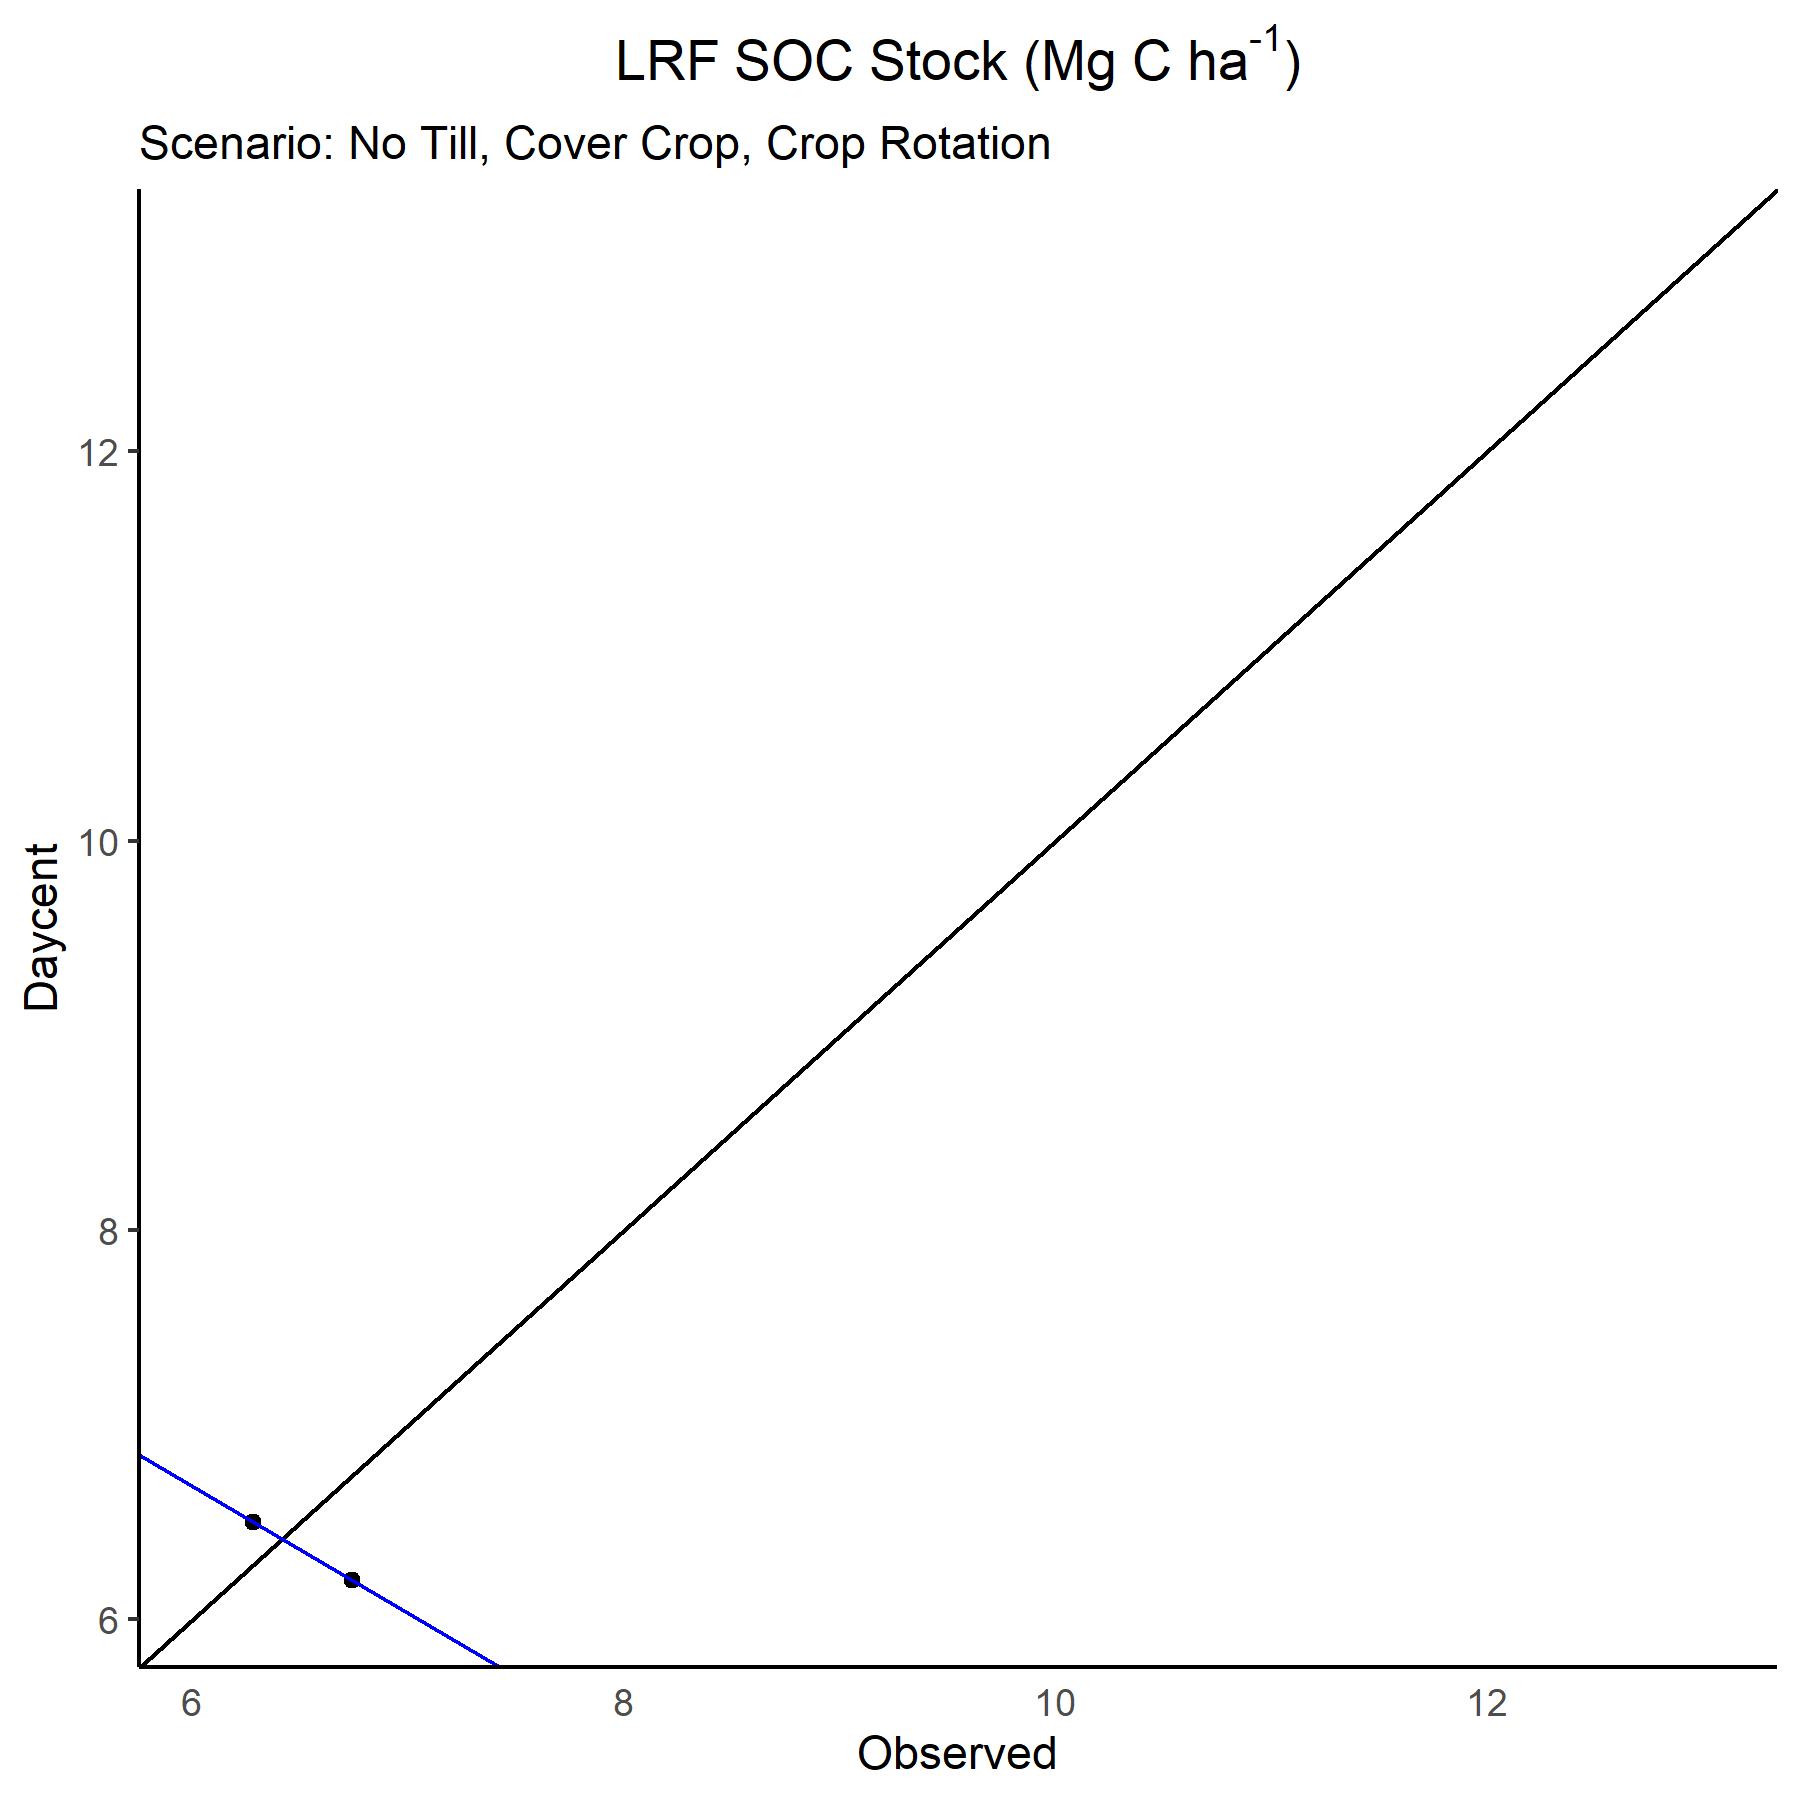 LRF SOC Stock (Mg C ha⁻¹)
Scenario: No Till, Cover Crop, Crop Rotation
12
10
8
6
Daycent
6 8 10 12
Observed